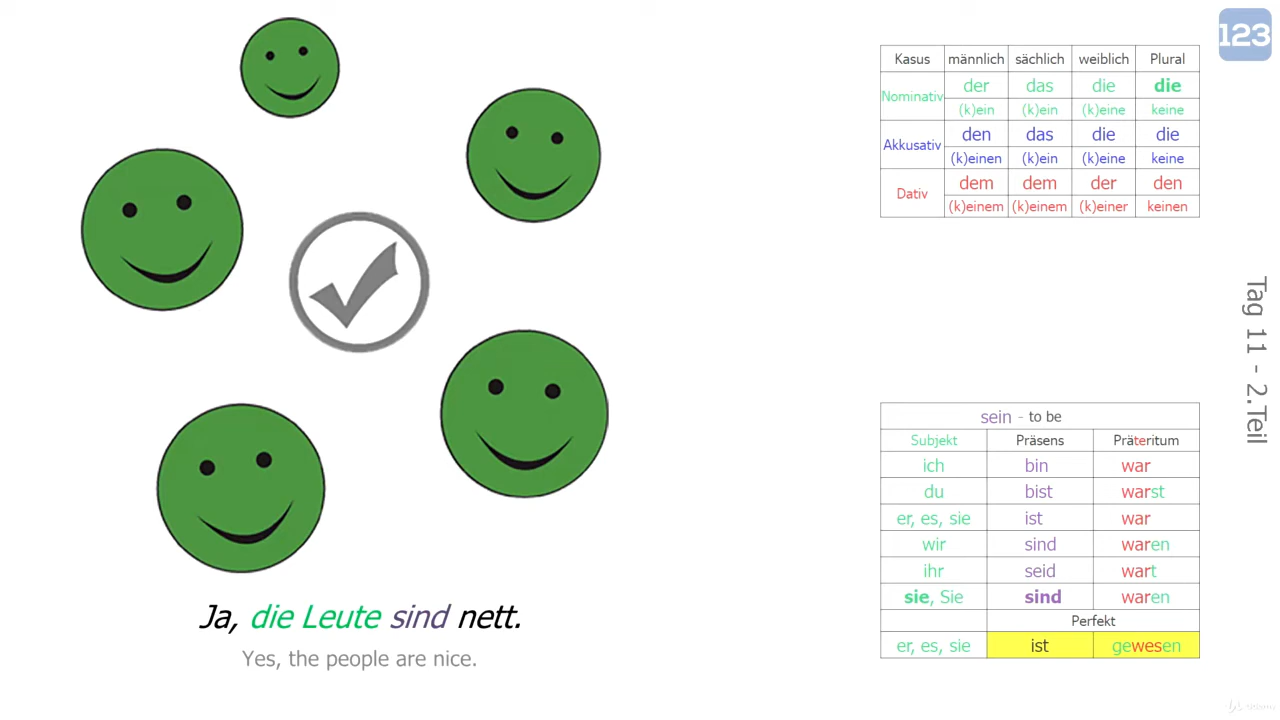 123
Kasus männlich sächlich weiblich Plural
Nominativ der das die die
(k)ein (k)ein (k)eine keine
Akkusativ den das die die
(k)einen (k)ein (k)eine keine
Dativ dem dem der den
(k)einem (k)einem (k)einer keinen
Tag 11 - 2.Teil
sein - to be
Subjekt Präsens Präteritum
ich bin war
du bist warst
er, es, sie ist war
wir sind waren
ihr seid wart
sie, Sie sind waren
Perfekt
er, es, sie ist gewesen
Ja, die Leute sind nett.
Yes, the people are nice.